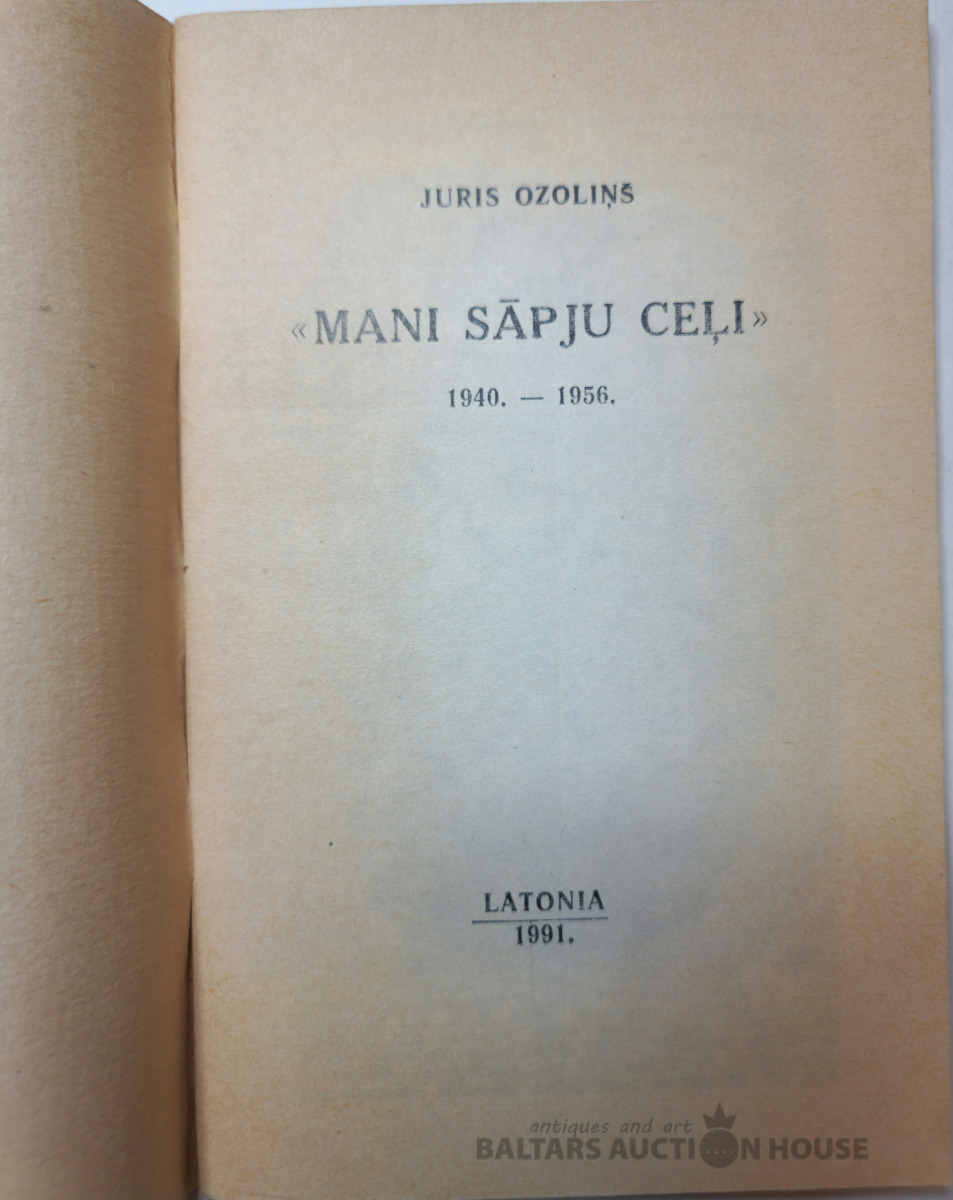 JURIS OZOLIŅŠ
«MANI SĀPJU CEĻI»
1940. — 1956.
LATONIA
1991.
antiques and art
BALTARS AUCTION HOUSE